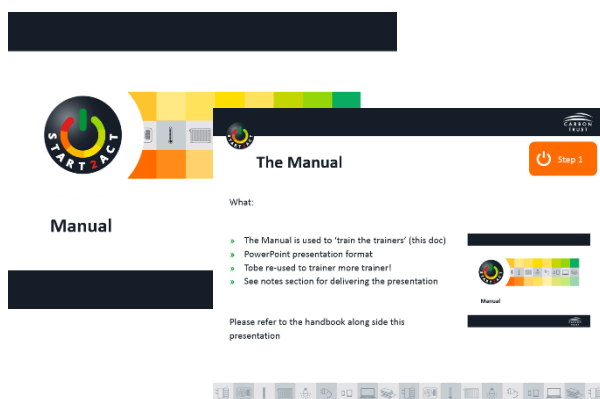 START2ACT
Manual
CARBON
TRUST
The Manual
Step 1
What:
» The Manual is used to ‘train the trainers’ (this doc)
» PowerPoint presentation format
» Tobe re-used to trainer more trainer!
» See notes section for delivering the presentation
Please refer to the handbook along side this
presentation
Manual